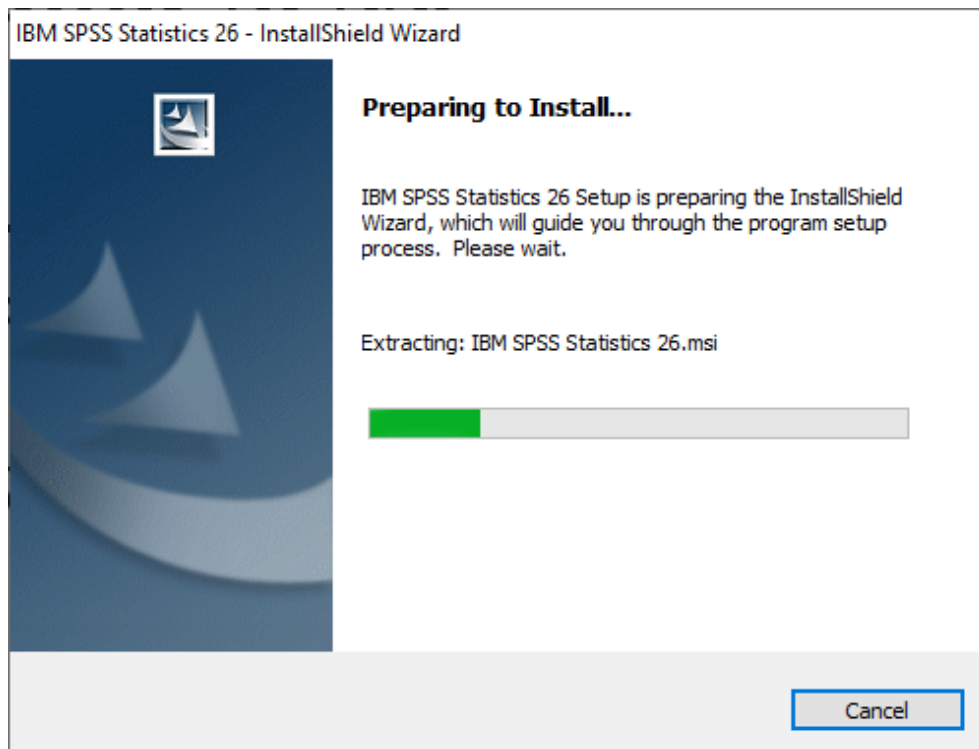 IBM SPSS Statistics 26 - InstallShield Wizard
Preparing to Install...
IBM SPSS Statistics 26 Setup is preparing the InstallShield
Wizard, which will guide you through the program setup
process.  Please wait.
Extracting: IBM SPSS Statistics 26.msi
Cancel